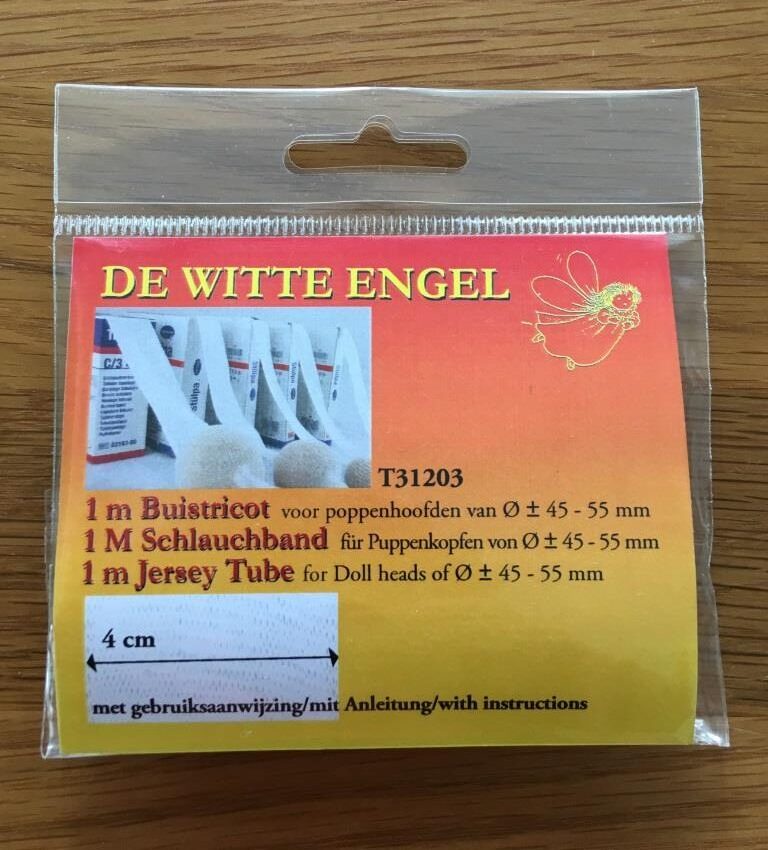 DE WITTE ENGEL
C/3
T31203
1 m Buistricot voor poppenhoofden van Ø ± 45 - 55 mm
1 M Schlauchband für Puppenkopfen von Ø ± 45 - 55 mm
1 m Jersey Tube for Doll heads of Ø ± 45 - 55 mm
4 cm
met gebruiksaanwijzing/mit Anleitung/with instructions